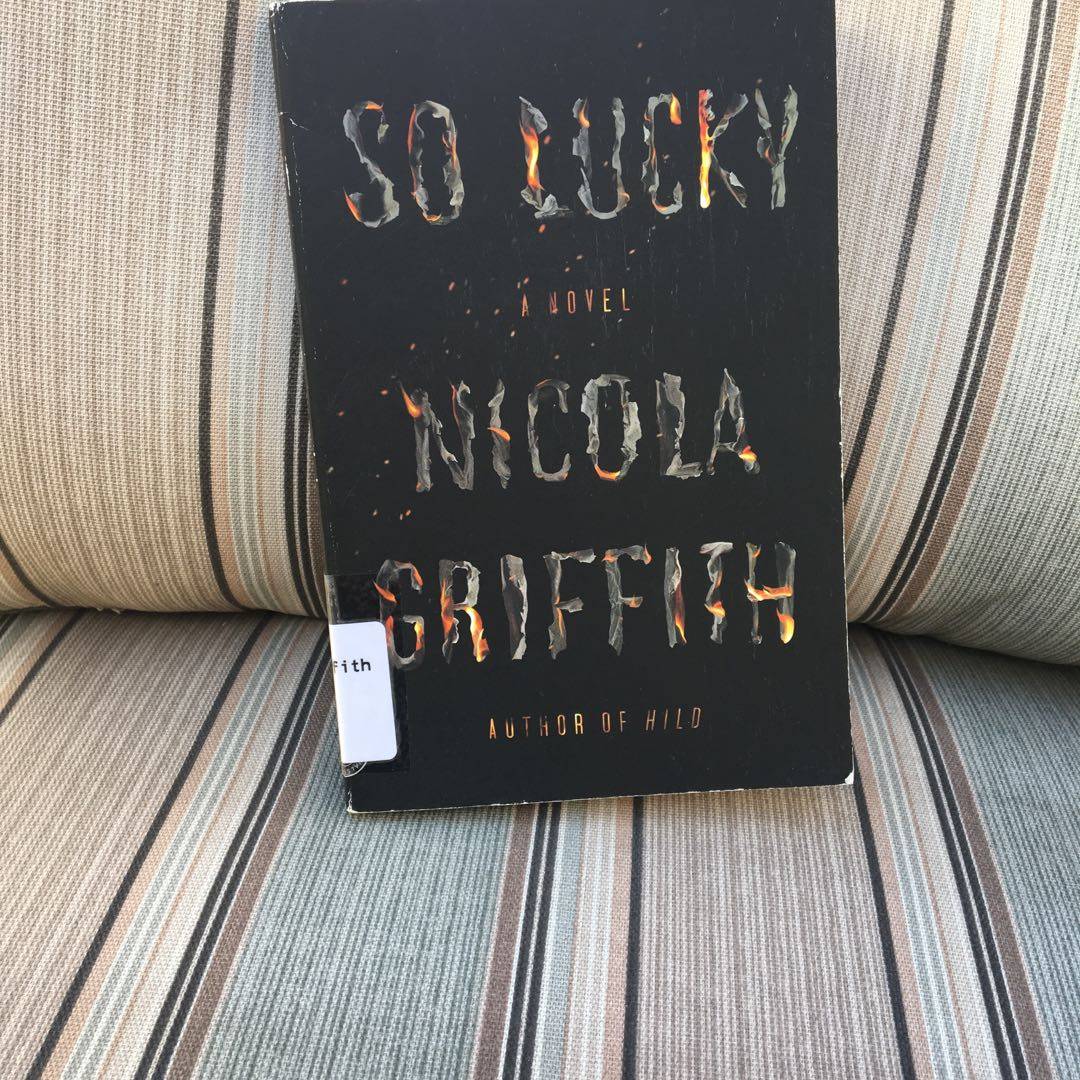 SO LUCKY
A NOVEL
NICOLA
GRIFFITH
fith
AUTHOR OF HILD